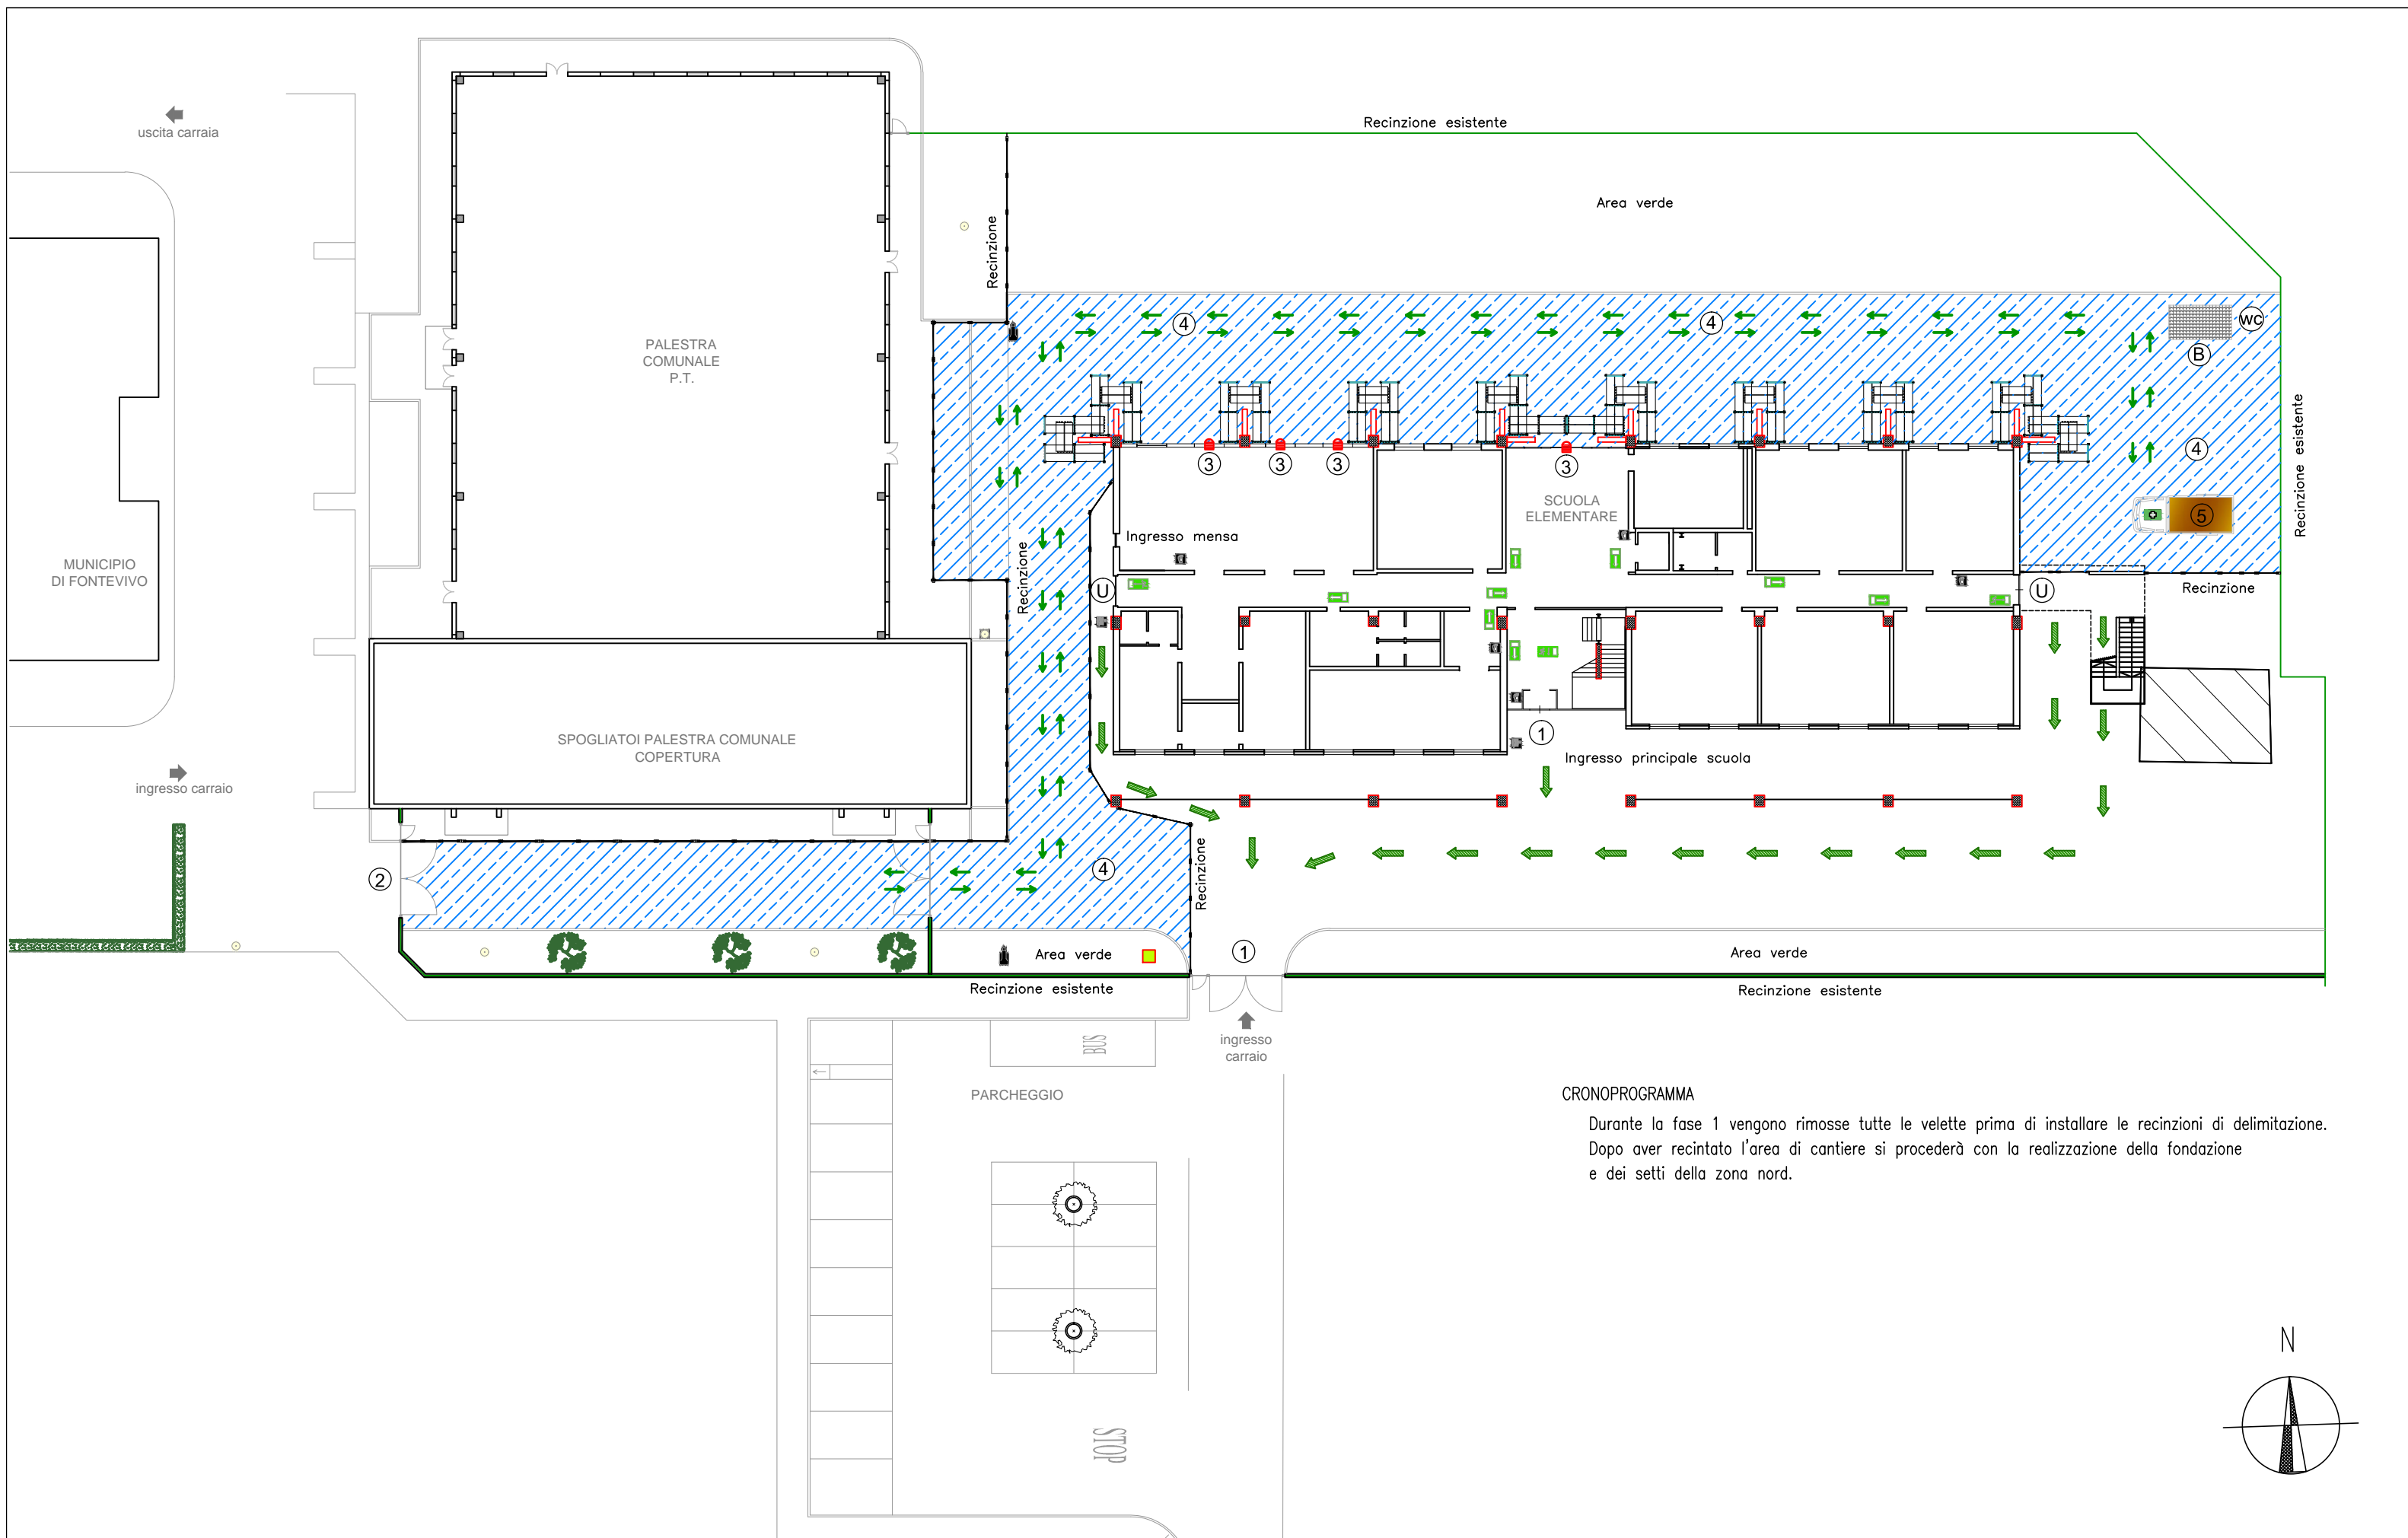 uscita carraia
Recinzione esistente
Area verde
Recinzione
PALESTRA
COMUNALE
P.T.
4
4
WC
B
3
3
3
3
4
Recinzione esistente
SCUOLA
ELEMENTARE
5
Ingresso mensa
MUNICIPIO
DI FONTEVIVO
Recinzione
U
U
Recinzione
SPOGLIATOI PALESTRA COMUNALE
COPERTURA
1
Ingresso principale scuola
ingresso carraio
2
4
Recinzione
Area verde
1
Area verde
Recinzione esistente
Recinzione esistente
BUS
ingresso
carraio
PARCHEGGIO
CRONOPROGRAMMA
Durante la fase 1 vengono rimosse tutte le velette prima di installare le recinzioni di delimitazione.
Dopo aver recintato l'area di cantiere si procederà con la realizzazione della fondazione
e dei setti della zona nord.
N
STOP